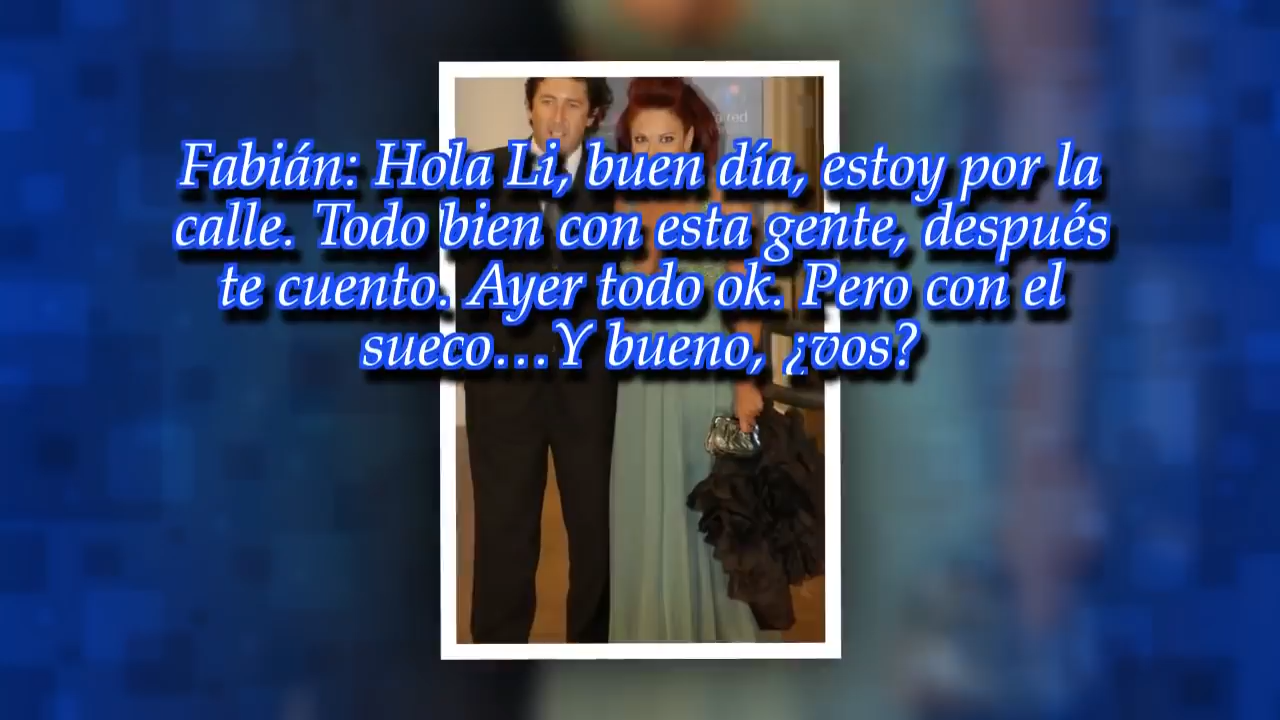 a red
Fabián: Hola Li, buen día, estoy por la
calle. Todo bien con esta gente, después
te cuento. Ayer todo ok. Pero con el
sueco...Y bueno, ¿vos?